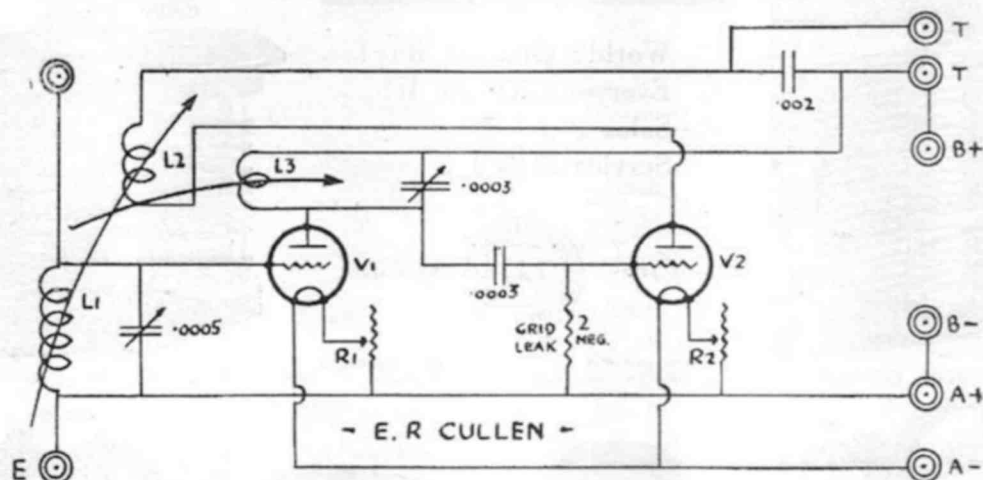 T
T
.002
B+
L2
L3
.0003
V1
V2
L1
.0005
.0003
GRID
LEAK
2
MEG.
R1
R2
B-
A+
- E. R CULLEN -
E
A-